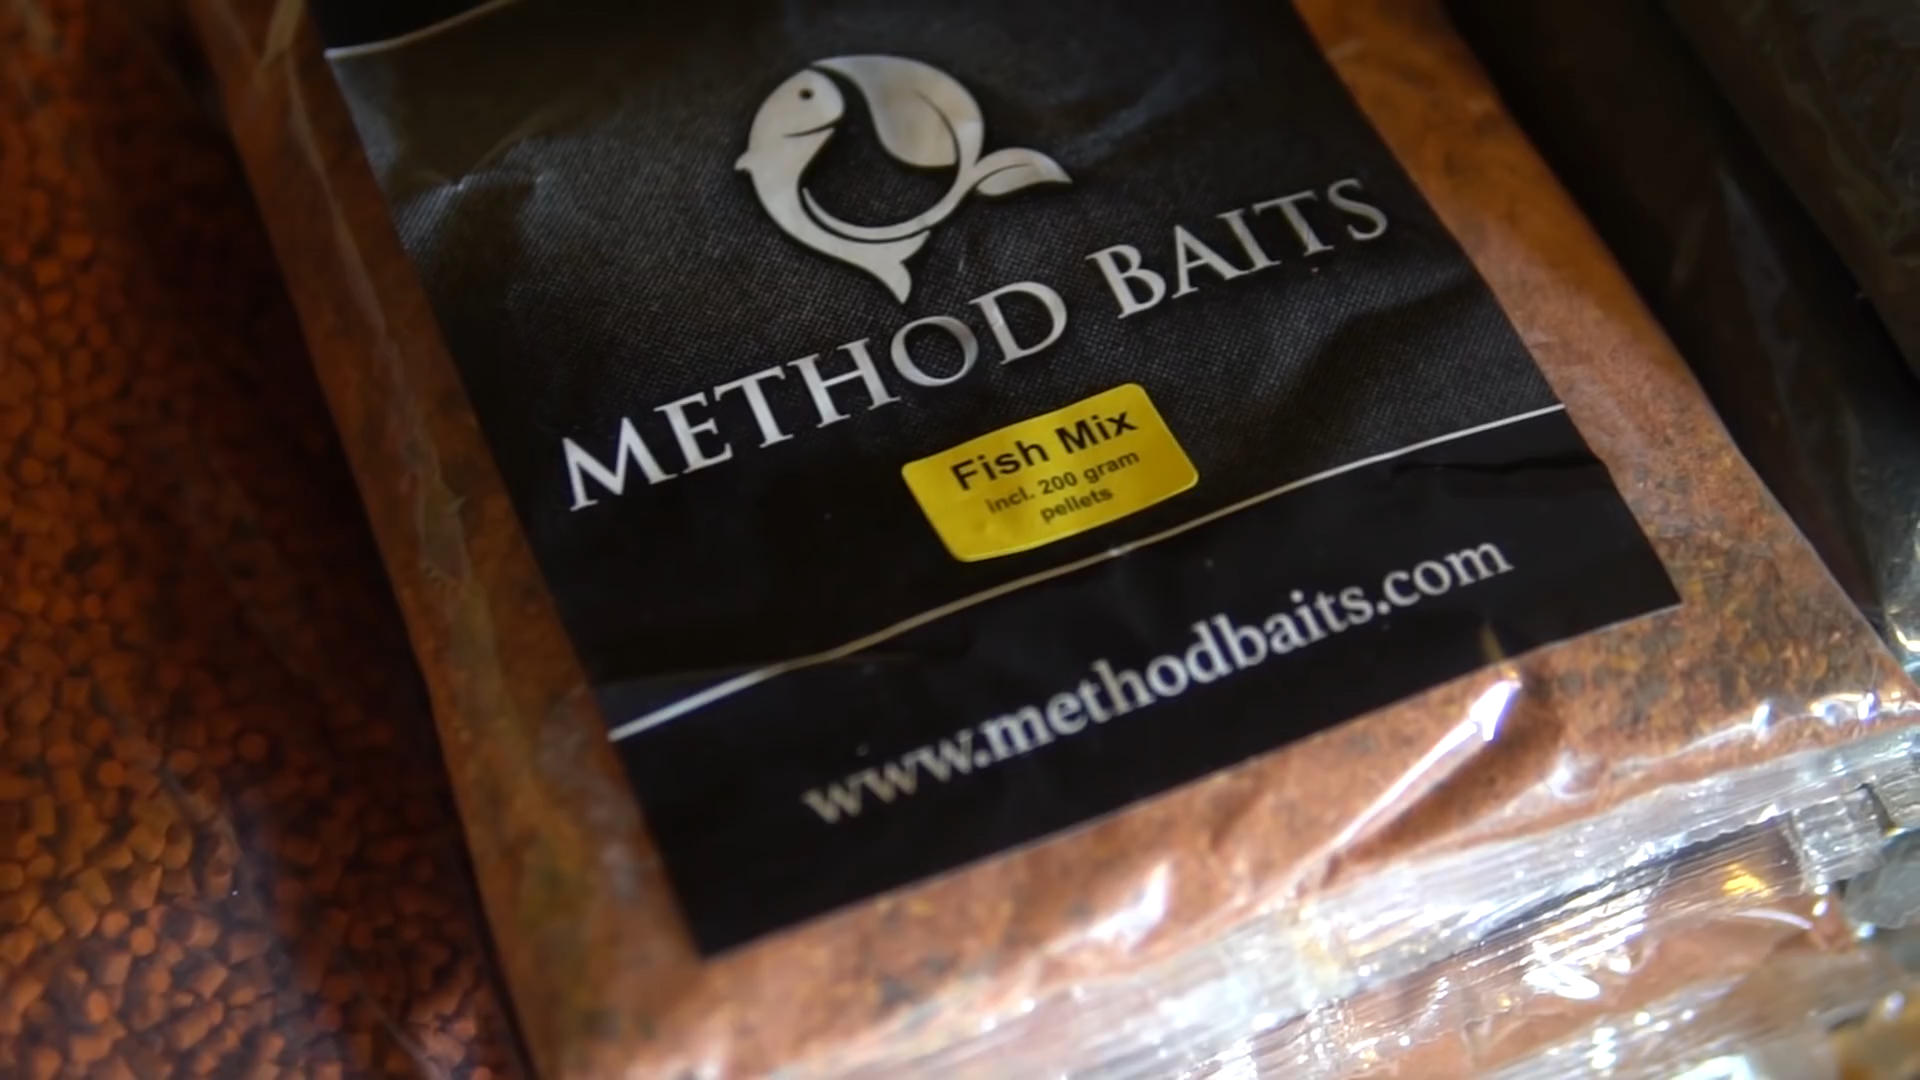 METHOD BAITS
Fish Mix
incl. 200 gram
pellets
www.methodbaits.com